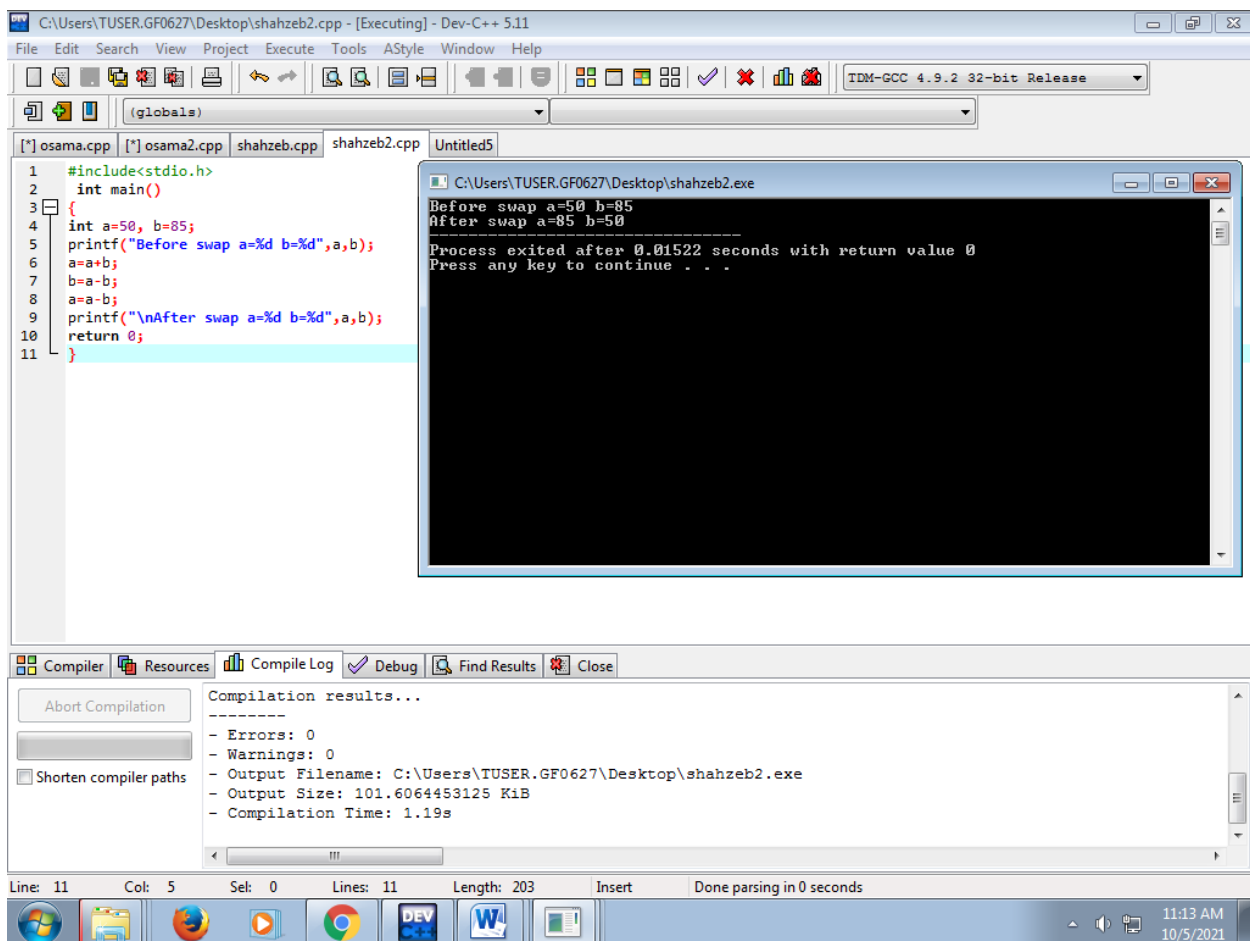 C:\Users\TUSER.GF0627\Desktop\shahzeb2.cpp - [Executing] - Dev-C++ 5.11
File Edit Search View Project Execute Tools AStyle Window Help
TDM-GCC 4.9.2 32-bit Release
(globals)
[*] osama.cpp [*] osama2.cpp shahzeb.cpp shahzeb2.cpp Untitled5
1 #include<stdio.h>
2 int main()
3 {
4 int a=50, b=85;
5 printf("Before swap a=%d b=%d",a,b);
6 a=a+b;
7 b=a-b;
8 a=a-b;
9 printf("\nAfter swap a=%d b=%d",a,b);
10 return 0;
11 }
C:\Users\TUSER.GF0627\Desktop\shahzeb2.exe
Before swap a=50 b=85
After swap a=85 b=50
--------------------------------
Process exited after 0.01522 seconds with return value 0
Press any key to continue . . .
Compiler Resources Compile Log Debug Find Results Close
Abort Compilation
Shorten compiler paths
Compilation results...
--------
- Errors: 0
- Warnings: 0
- Output Filename: C:\Users\TUSER.GF0627\Desktop\shahzeb2.exe
- Output Size: 101.6064453125 KiB
- Compilation Time: 1.19s
Line: 11 Col: 5 Sel: 0 Lines: 11 Length: 203 Insert Done parsing in 0 seconds
DEV C++
W
11:13 AM
10/5/2021